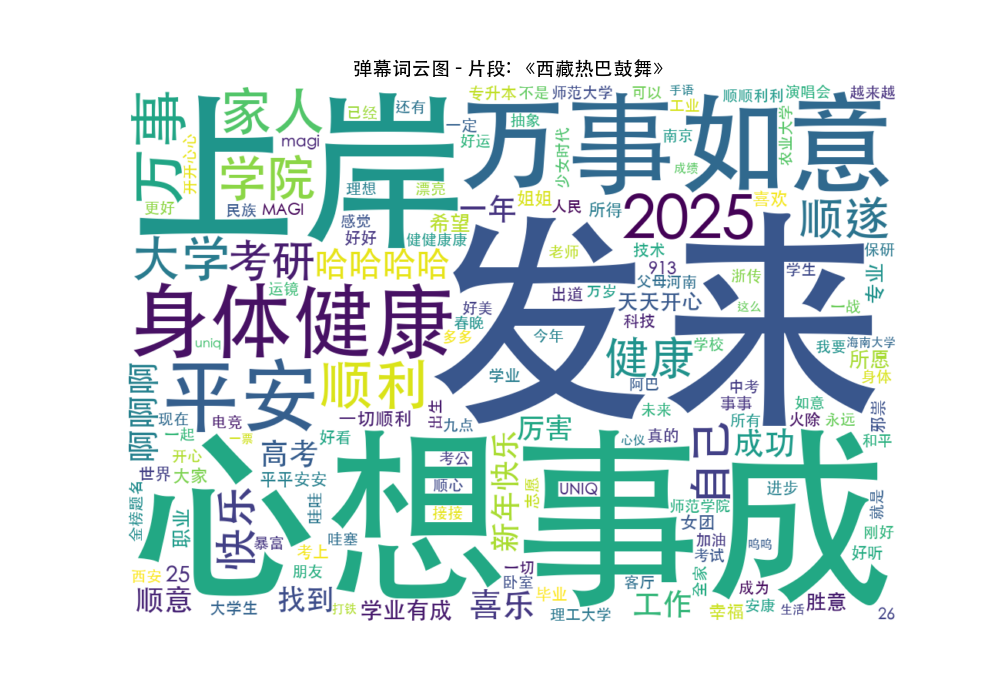 弹幕词云图 - 片段：《西藏热巴鼓舞》
万事 上岸 家人 已经 还有 专升本 不是 师范大学 可以 手语 工业 顺顺利利 演唱会 越来越
magi 一定 好运 抽象 万事如意 少女时代 南京 成绩 农业大学
开开心心 学院 理想 漂亮
更好 民族 MAGI 感觉 希望 一年 姐姐 人民 所得 2025 喜欢 顺遂
好好 健健康康
大学 考研 哈哈哈哈 发来 老师 技术 913 浙传 学生 保研 专业
运镜 好美 出道 万岁 父母 河南 天天开心 这么 一战
身体健康 春晚 科技
uniq 多多 今年 健康 学校 我要 海南大学 所愿
啊啊啊 平安 顺利 学业 阿巴 中考 身体
现在 电竞 一切顺利 出生 九点 未来 事事 所有 如意 火除 永远 邪祟
一起 一票 好看 厉害 心仪 真的 自己 成功 和平
开心 高考 考公 新年快乐
世界 大家 平平安安 心想事成 顺心 志愿 UNIQ 进步 就是
金榜题名 职业 快乐 哇哇 接接 师范学院 女团 刚好
暴富 考上 哇塞 加油 呜呜 好听
西安 25 朋友 一切 卧室 毕业 客厅 考试 全家 成为
顺意 大学生 找到 打铁 学业有成 喜乐 理工大学 工作 幸福 安康 生活 胜意 26